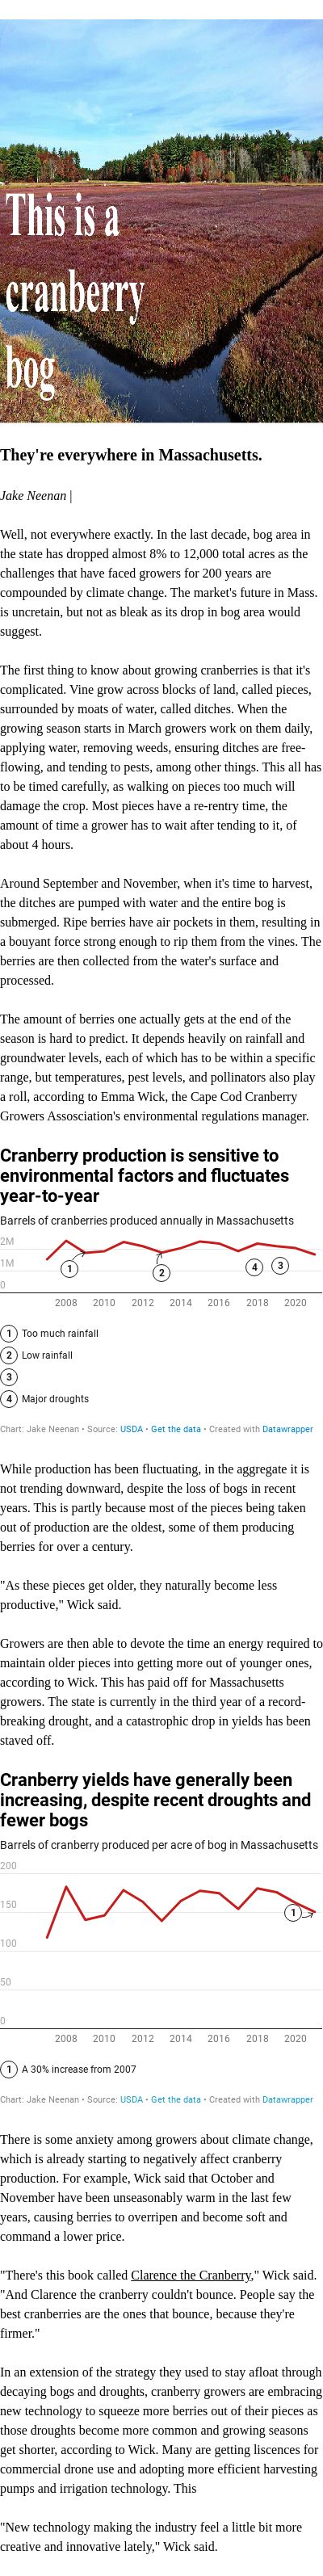 This is a
cranberry
bog
They're everywhere in Massachusetts.
Jake Neenan |
Well, not everywhere exactly. In the last decade, bog area in
the state has dropped almost 8% to 12,000 total acres as the
challenges that have faced growers for 200 years are
compounded by climate change. The market's future in Mass.
is uncretain, but not as bleak as its drop in bog area would
suggest.
The first thing to know about growing cranberries is that it's
complicated. Vine grow across blocks of land, called pieces,
surrounded by moats of water, called ditches. When the
growing season starts in March growers work on them daily,
applying water, removing weeds, ensuring ditches are free-
flowing, and tending to pests, among other things. This all has
to be timed carefully, as walking on pieces too much will
damage the crop. Most pieces have a re-rentry time, the
amount of time a grower has to wait after tending to it, of
about 4 hours.
Around September and November, when it's time to harvest,
the ditches are pumped with water and the entire bog is
submerged. Ripe berries have air pockets in them, resulting in
a bouyant force strong enough to rip them from the vines. The
berries are then collected from the water's surface and
processed.
The amount of berries one actually gets at the end of the
season is hard to predict. It depends heavily on rainfall and
groundwater levels, each of which has to be within a specific
range, but temperatures, pest levels, and pollinators also play
a roll, according to Emma Wick, the Cape Cod Cranberry
Growers Assosciation's environmental regulations manager.
Cranberry production is sensitive to
environmental factors and fluctuates
year-to-year
Barrels of cranberries produced annually in Massachusetts
2M
1M
0
1
2
4
3
2008 2010 2012 2014 2016 2018 2020
1 Too much rainfall
2 Low rainfall
3
4 Major droughts
Chart: Jake Neenan • Source: USDA • Get the data • Created with Datawrapper
While production has been fluctuating, in the aggregate it is
not trending downward, despite the loss of bogs in recent
years. This is partly because most of the pieces being taken
out of production are the oldest, some of them producing
berries for over a century.
"As these pieces get older, they naturally become less
productive," Wick said.
Growers are then able to devote the time an energy required to
maintain older pieces into getting more out of younger ones,
according to Wick. This has paid off for Massachusetts
growers. The state is currently in the third year of a record-
breaking drought, and a catastrophic drop in yields has been
staved off.
Cranberry yields have generally been
increasing, despite recent droughts and
fewer bogs
Barrels of cranberry produced per acre of bog in Massachusetts
200
150
100
50
0
1
2008 2010 2012 2014 2016 2018 2020
1 A 30% increase from 2007
Chart: Jake Neenan • Source: USDA • Get the data • Created with Datawrapper
There is some anxiety among growers about climate change,
which is already starting to negatively affect cranberry
production. For example, Wick said that October and
November have been unseasonably warm in the last few
years, causing berries to overripen and become soft and
command a lower price.
"There's this book called Clarence the Cranberry," Wick said.
"And Clarence the cranberry couldn't bounce. People say the
best cranberries are the ones that bounce, because they're
firmer."
In an extension of the strategy they used to stay afloat through
decaying bogs and droughts, cranberry growers are embracing
new technology to squeeze more berries out of their pieces as
those droughts become more common and growing seasons
get shorter, according to Wick. Many are getting liscences for
commercial drone use and adopting more efficient harvesting
pumps and irrigation technology. This
"New technology making the industry feel a little bit more
creative and innovative lately," Wick said.